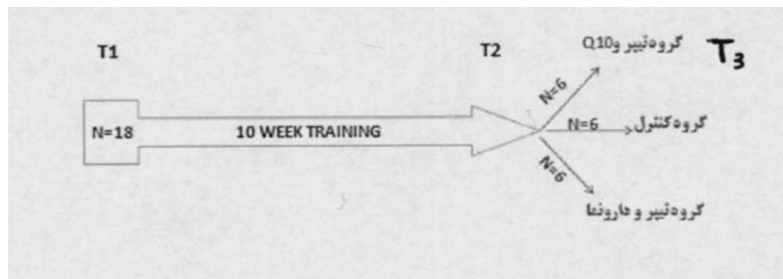 T1
T2
گروه تیپر و Q10
T3
N=6
N=18
10 WEEK TRAINING
N=6
گروه کنترل
N=6
گروه تیپر و دارونما